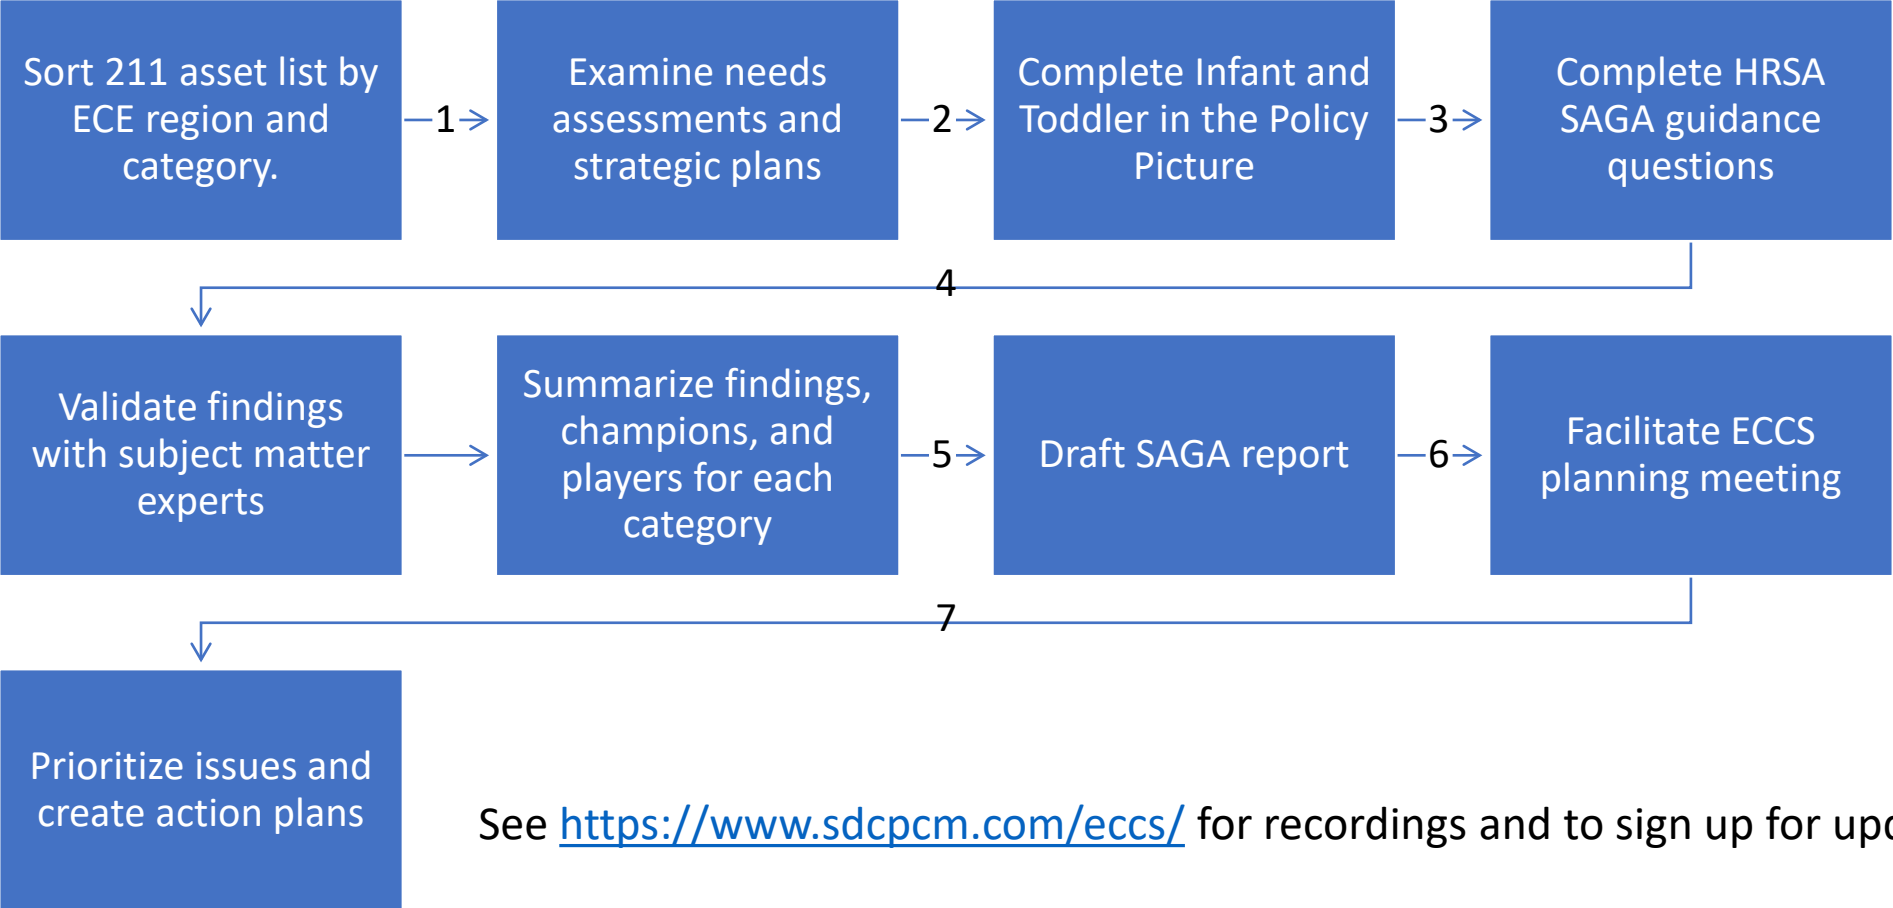 Sort 211 asset list by
ECE region and
category.
1
Examine needs
assessments and
strategic plans
2
Complete Infant and
Toddler in the Policy
Picture
3
Complete HRSA
SAGA guidance
questions
4
Validate findings
with subject matter
experts
Summarize findings,
champions, and
players for each
category
5
Draft SAGA report
6
Facilitate ECCS
planning meeting
7
Prioritize issues and
create action plans
See https://www.sdcpcm.com/eccs/ for recordings and to sign up for